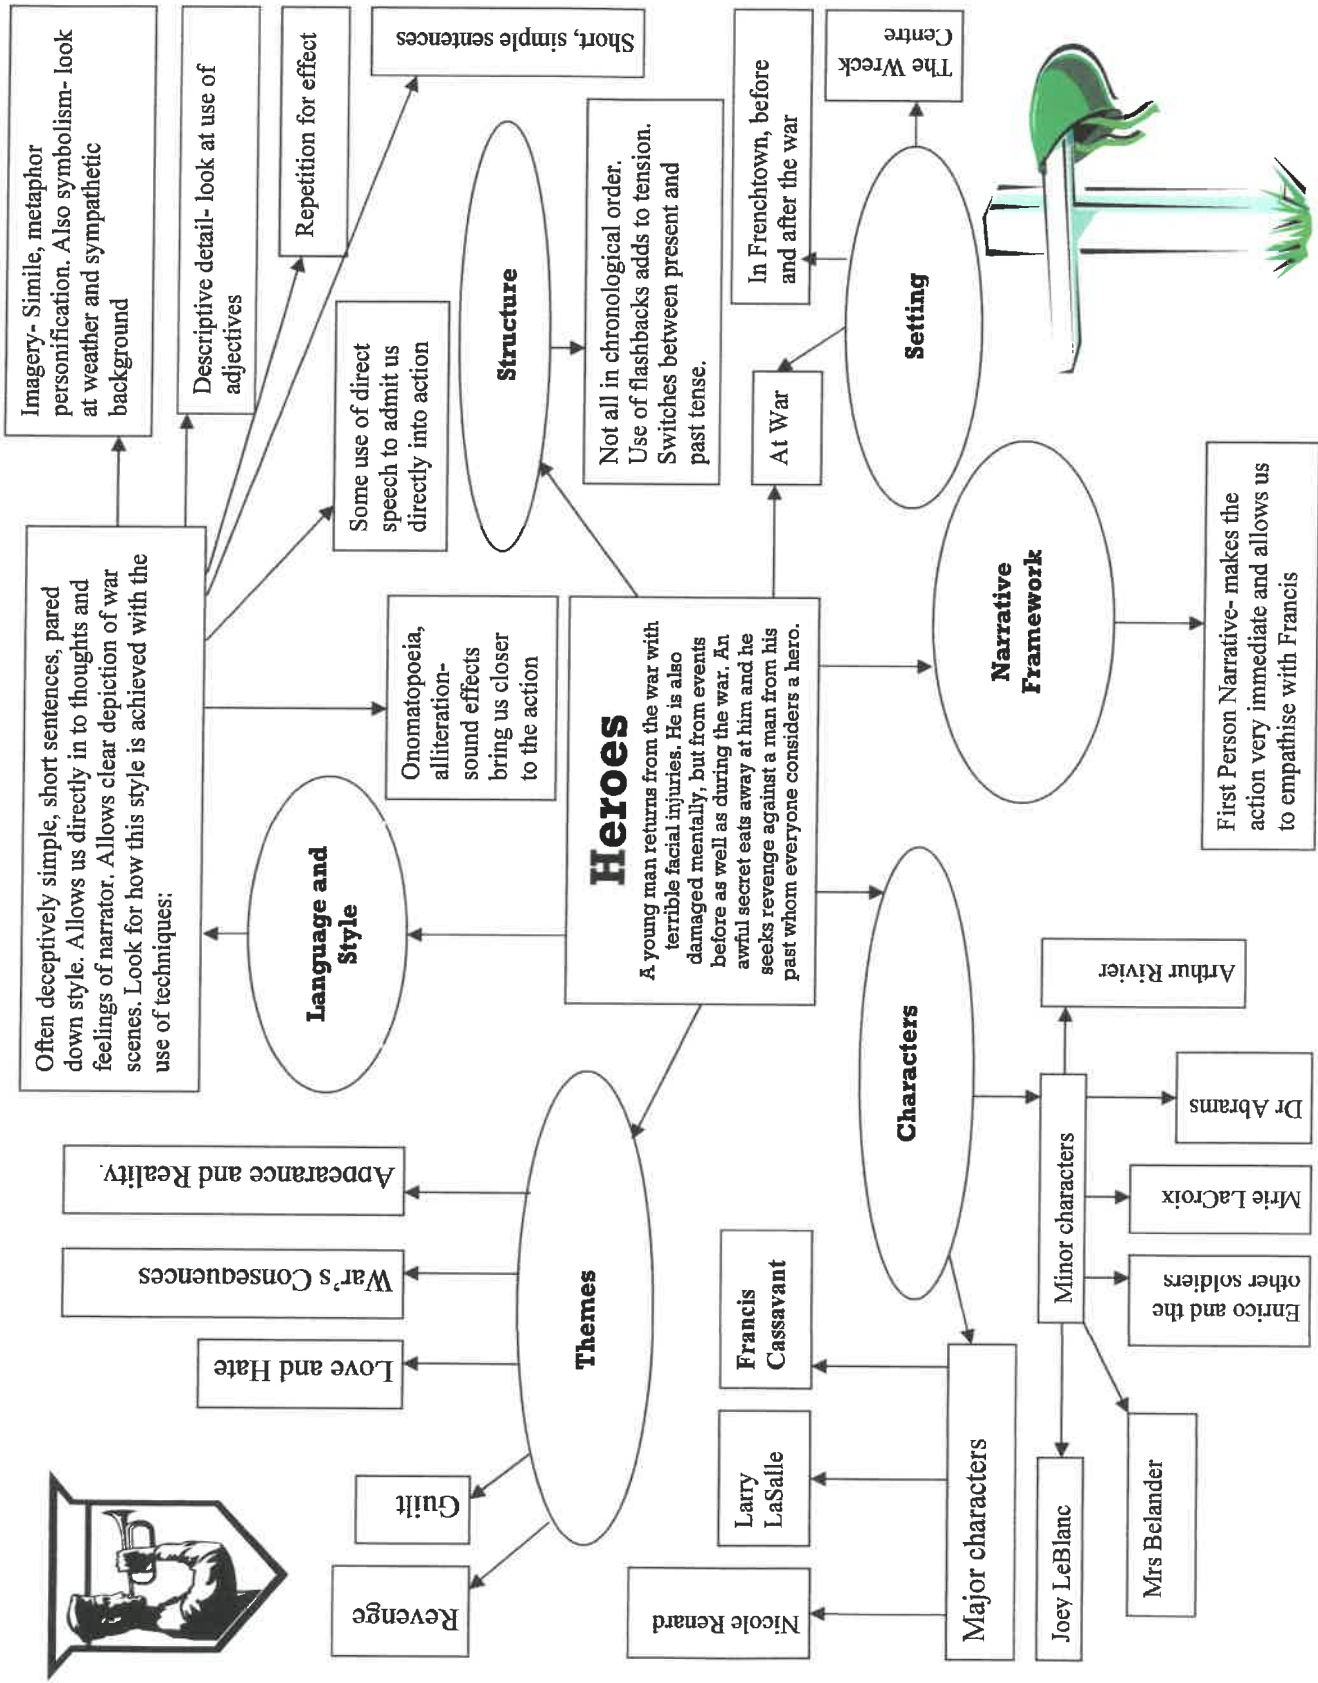 Often deceptively simple, short sentences, pared
down style. Allows us directly in to thoughts and
feelings of narrator. Allows clear depiction of war
scenes. Look for how this style is achieved with the
use of techniques:
Imagery- Simile, metaphor
personification. Also symbolism- look
at weather and sympathetic
background
Descriptive detail- look at use of
adjectives
Repetition for effect
Short, simple sentences
Some use of direct
speech to admit us
directly into action
Onomatopoeia,
alliteration-
sound effects
bring us closer
to the action
Language and
Style
Appearance and Reality.
War's Consequences
Love and Hate
Guilt
Revenge
Themes
Heroes
A young man returns from the war with
terrible facial injuries. He is also
damaged mentally, but from events
before as well as during the war. An
awful secret eats away at him and he
seeks revenge against a man from his
past whom everyone considers a hero.
Structure
Not all in chronological order.
Use of flashbacks adds to tension.
Switches between present and
past tense.
At War
In Frenchtown, before
and after the war
The Wreck
Centre
Setting
Narrative
Framework
First Person Narrative- makes the
action very immediate and allows us
to empathise with Francis
Characters
Francis
Cassavant
Larry
LaSalle
Nicole Renard
Major characters
Minor characters
Arthur Rivier
Dr Abrams
Mrie LaCroix
Enrico and the
other soldiers
Joey LeBlanc
Mrs Belander